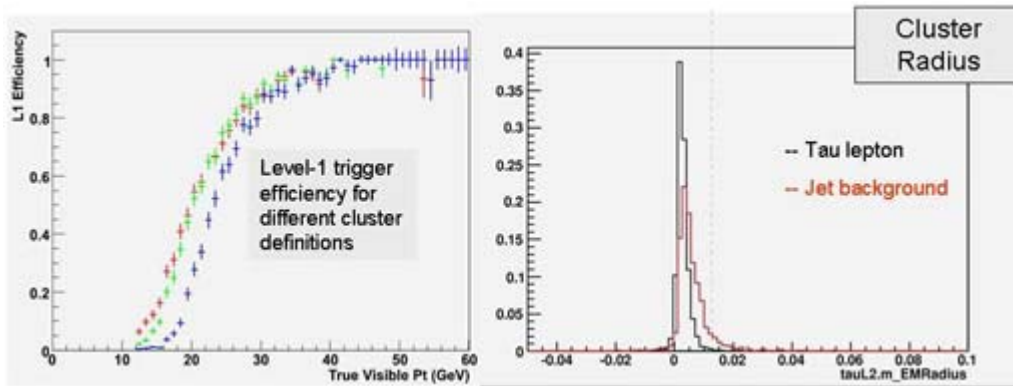 L1 Efficiency
1
0.8
0.6
0.4
0.2
0
0
10
20
30
40
50
60
True Visible Pt (GeV)
Level-1 trigger
efficiency for
different cluster
definitions
Cluster
Radius
0.4
0.35
0.3
0.25
0.2
0.15
0.1
0.05
0
-0.04
-0.02
0
0.02
0.04
0.06
0.08
0.1
tauL2.m_EMRadius
Tau lepton
Jet background